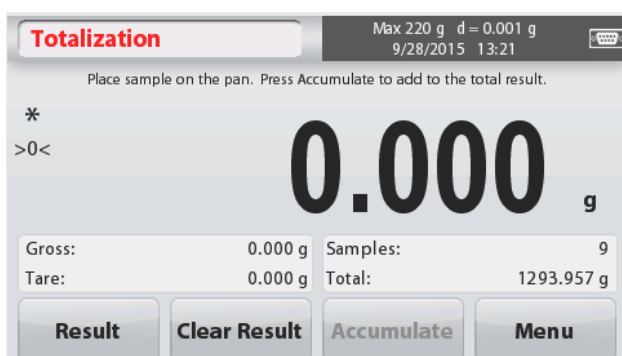 Totalization
Max 220 g d = 0.001 g
9/28/2015 13:21
Place sample on the pan. Press Accumulate to add to the total result.
*
>0<
0.000 g
Gross: 0.000 g Samples: 9
Tare: 0.000 g Total: 1293.957 g
Result Clear Result Accumulate Menu